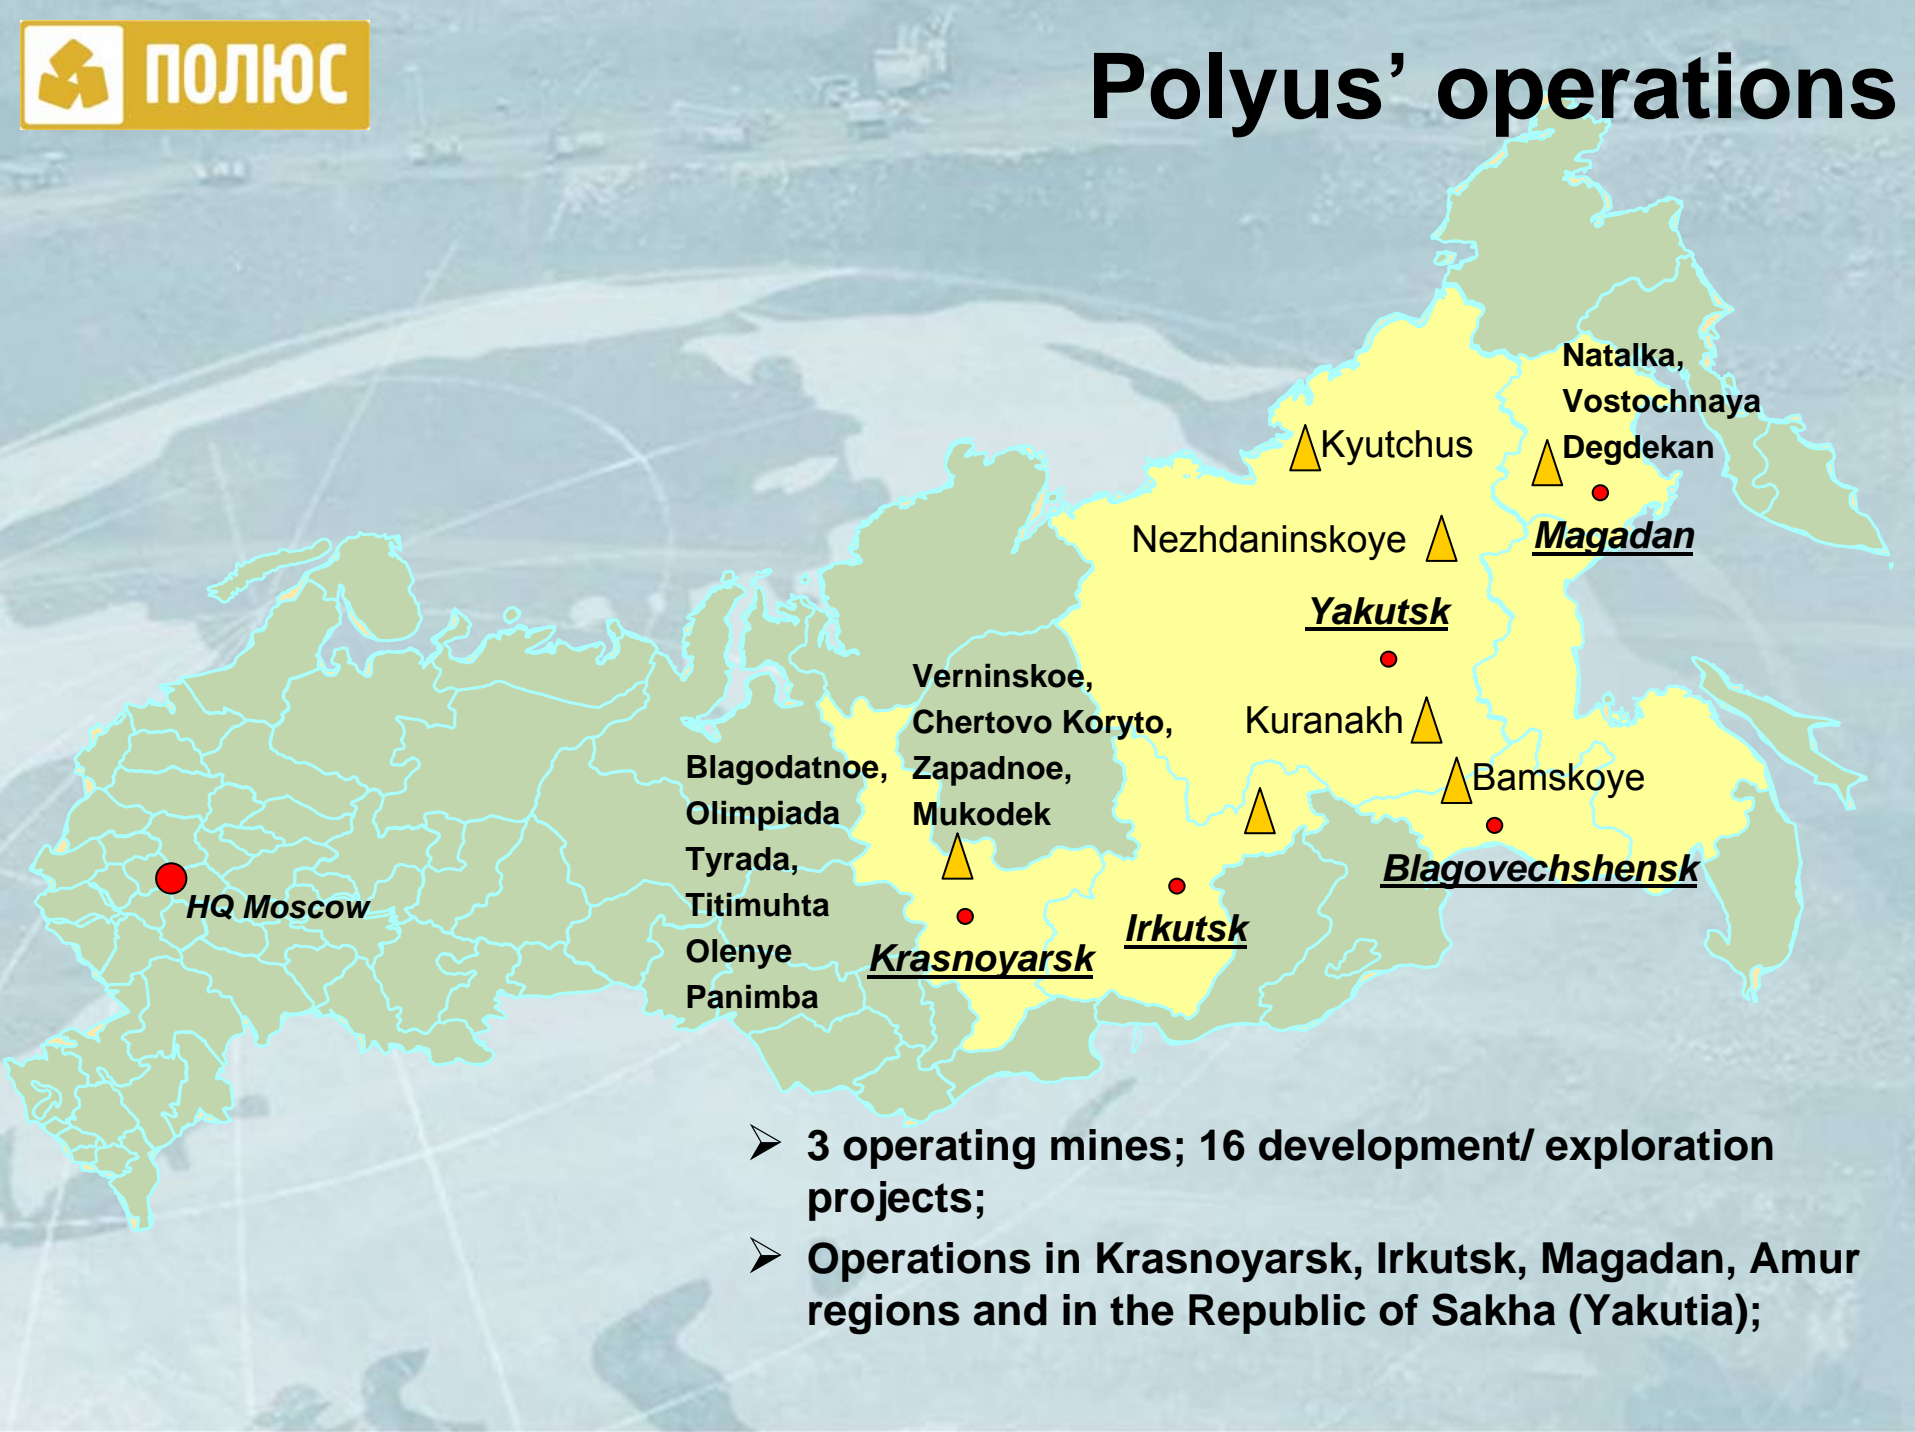 ПОЛЮС
Polyus’ operations
Natalka,
Vostochnaya
Degdekan
Kyutchus
Nezhdaninskoye
Magadan
Yakutsk
Verninskoe,
Chertovo Koryto,
Zapadnoe,
Mukodek
Kuranakh
Bamskoye
Blagodatnoe,
Olimpiada
Tyrada,
Titimuhta
Olenye
Panimba
Blagovechshensk
HQ Moscow
Irkutsk
Krasnoyarsk
➢ 3 operating mines; 16 development/ exploration
projects;
➢ Operations in Krasnoyarsk, Irkutsk, Magadan, Amur
regions and in the Republic of Sakha (Yakutia);